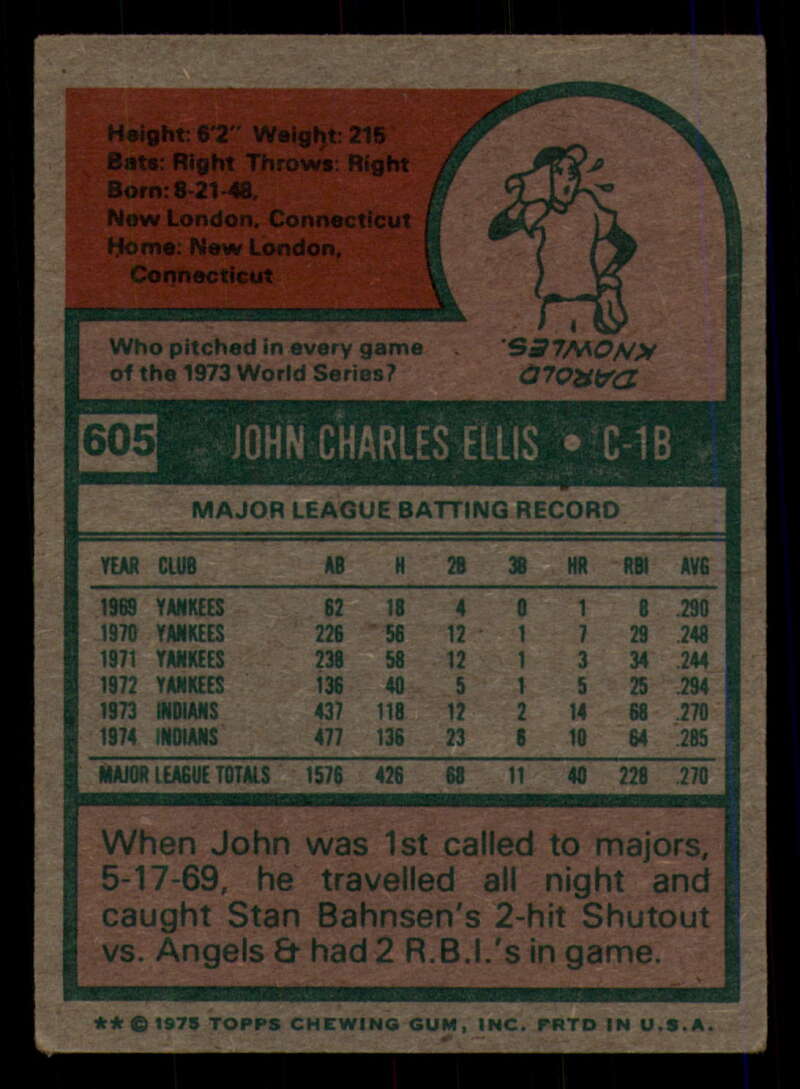 Height: 6'2" Weight: 215
Bats: Right Throws: Right
Born: 8-21-48,
New London, Connecticut
Home: New London,
Connecticut
Who pitched in every game
of the 1973 World Series?
DAROLD
KNOWLES.
605 JOHN CHARLES ELLIS • C-1B
MAJOR LEAGUE BATTING RECORD
YEAR CLUB AB H 2B 3B HR RBI AVG
1969 YANKEES 62 18 4 0 1 8 .290
1970 YANKEES 226 56 12 1 7 29 .248
1971 YANKEES 238 58 12 1 3 34 .244
1972 YANKEES 136 40 5 1 5 25 .294
1973 INDIANS 437 118 12 2 14 68 .270
1974 INDIANS 477 136 23 6 10 64 .285
MAJOR LEAGUE TOTALS 1576 426 68 11 40 228 .270
When John was 1st called to majors,
5-17-69, he travelled all night and
caught Stan Bahnsen's 2-hit Shutout
vs. Angels & had 2 R.B.I.'s in game.
** © 1975 TOPPS CHEWING GUM, INC. PRTD IN U.S.A.